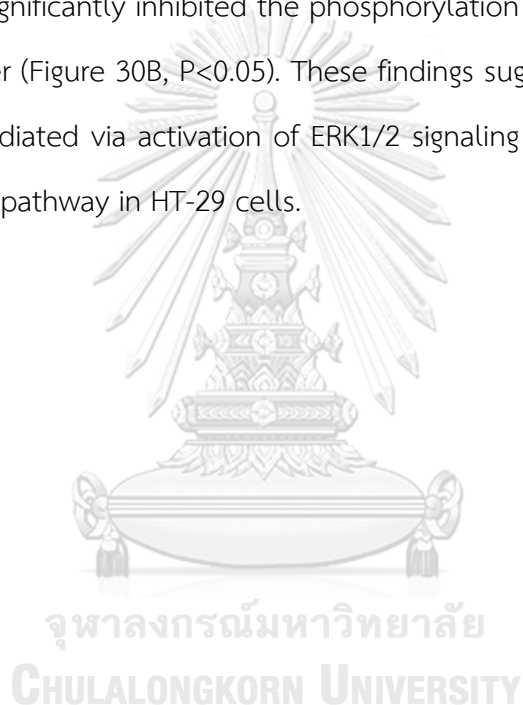 gnificantly inhibited the phosphorylation
er (Figure 30B, P<0.05). These findings sug
diated via activation of ERK1/2 signaling
pathway in HT-29 cells.
จุฬาลงกรณ์มหาวิทยาลัย
CHULALONGKORN UNIVERSITY